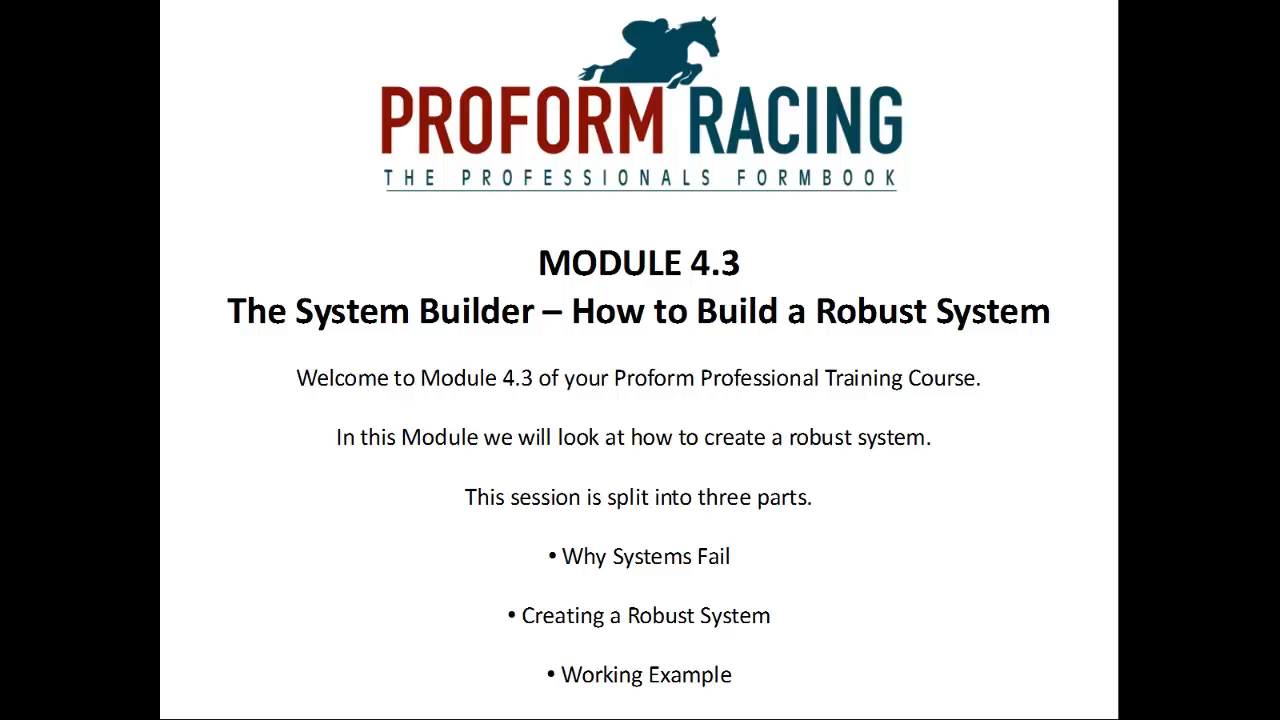 PROFORM RACING
THE PROFESSIONALS FORMBOOK
MODULE 4.3
The System Builder – How to Build a Robust System
Welcome to Module 4.3 of your Proform Professional Training Course.
In this Module we will look at how to create a robust system.
This session is split into three parts.
• Why Systems Fail
• Creating a Robust System
• Working Example